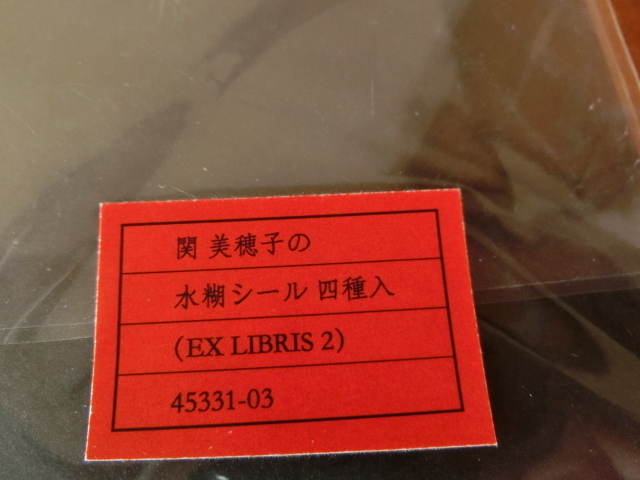 関 美穂子の
水糊シール 四種入
(EX LIBRIS 2)
45331-03